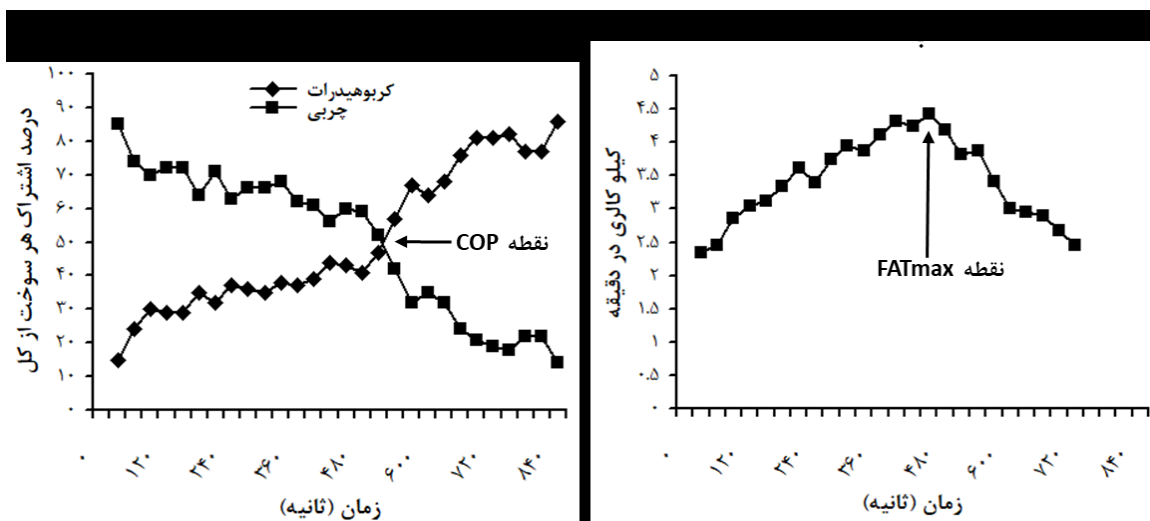 درصد اشتراک هر سوخت از کل
۱۰۰
۹۰
۸۰
۷۰
۶۰
۵۰
۴۰
۳۰
۲۰
۱۰
۰
کربوهیدرات
چربی
نقطه COP
۰ ۱۲۰ ۲۴۰ ۳۶۰ ۴۸۰ ۶۰۰ ۷۲۰ ۸۴۰
زمان (ثانیه)
کیلو کالری در دقیقه
۵
۴.۵
۴
۳.۵
۳
۲.۵
۲
۱.۵
۱
۰.۵
۰
نقطه FATmax
۰ ۱۲۰ ۲۴۰ ۳۶۰ ۴۸۰ ۶۰۰ ۷۲۰ ۸۴۰
زمان (ثانیه)